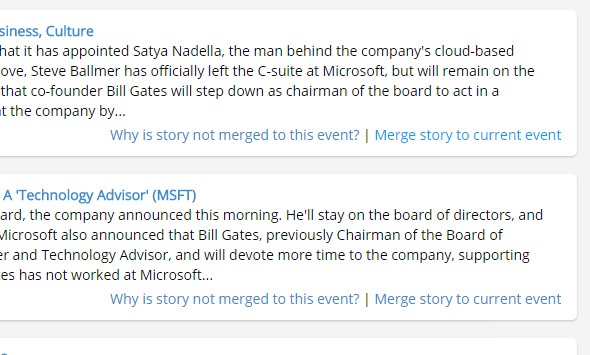 siness, Culture
hat it has appointed Satya Nadella, the man behind the company's cloud-based
ove, Steve Ballmer has officially left the C-suite at Microsoft, but will remain on the
that co-founder Bill Gates will step down as chairman of the board to act in a
at the company by...
Why is story not merged to this event? | Merge story to current event
A 'Technology Advisor' (MSFT)
ard, the company announced this morning. He'll stay on the board of directors, and
Microsoft also announced that Bill Gates, previously Chairman of the Board of
er and Technology Advisor, and will devote more time to the company, supporting
es has not worked at Microsoft...
Why is story not merged to this event? | Merge story to current event